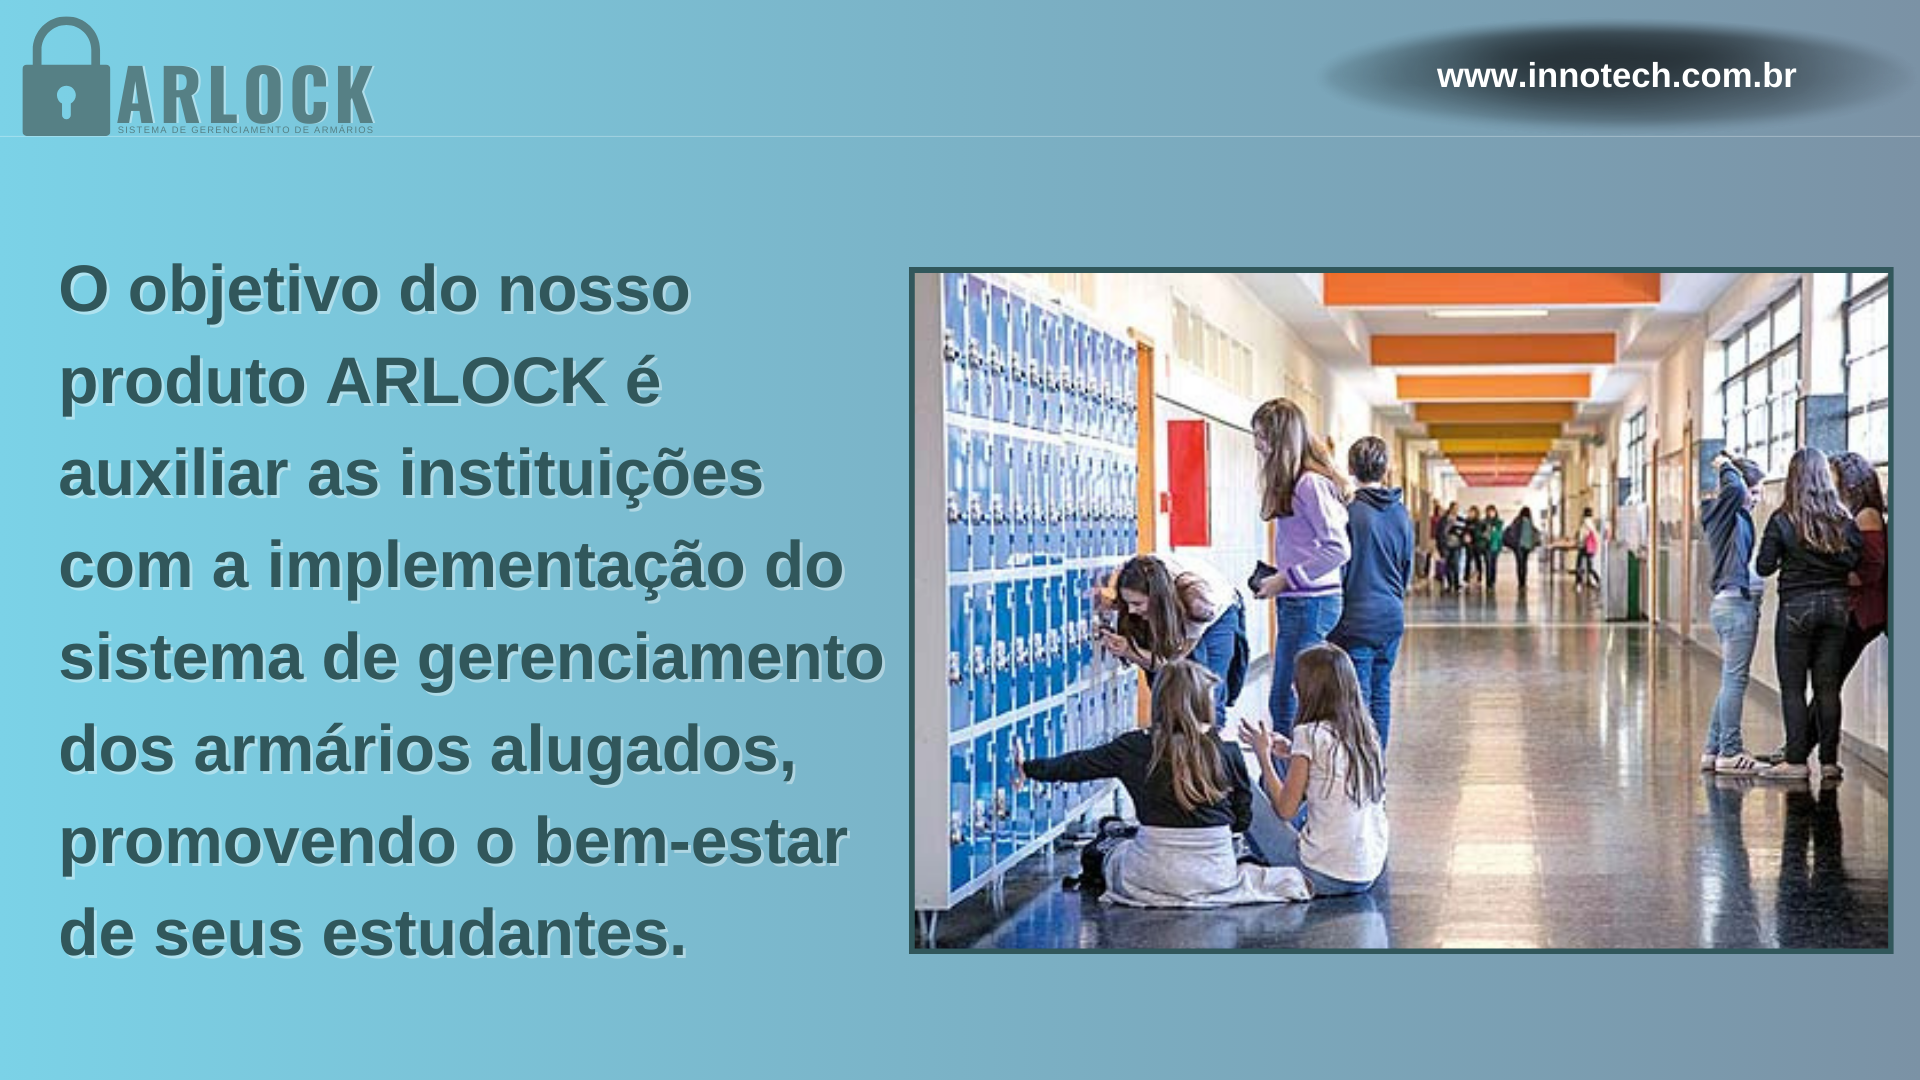 ARLOCK
SISTEMA DE GERENCIAMENTO DE ARMÁRIOS
www.innotech.com.br
O objetivo do nosso
produto ARLOCK é
auxiliar as instituições
com a implementação do
sistema de gerenciamento
dos armários alugados,
promovendo o bem-estar
de seus estudantes.